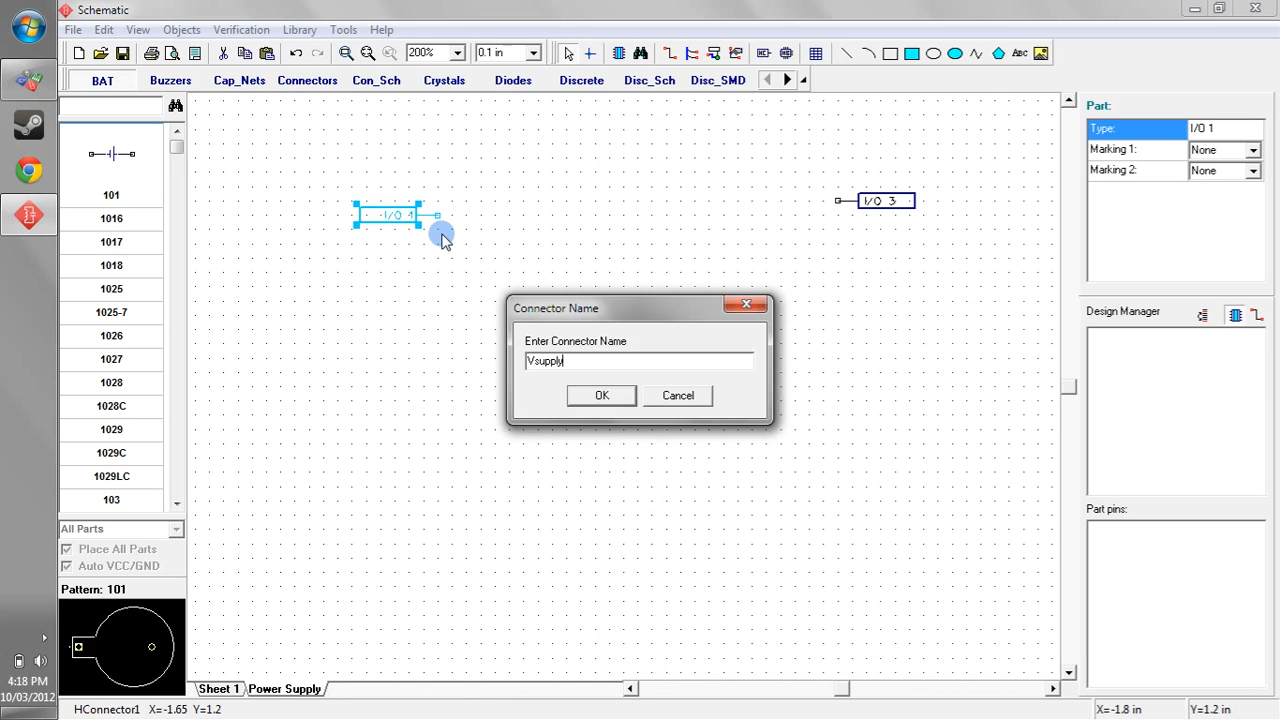 Schematic
File Edit View Objects Verification Library Tools Help
200% 0.1 in Abc
BAT Buzzers Cap_Nets Connectors Con_Sch Crystals Diodes Discrete Disc_Sch Disc_SMD
101
1016
1017
1018
1025
1025-7
1026
1027
1028
1028C
1029
1029C
1029LC
103
All Parts
Place All Parts
Auto VCC/GND
Pattern: 101
I/O 1
I/O 3
Connector Name
Enter Connector Name
Vsupply
OK Cancel
Part:
Type: I/O 1
Marking 1: None
Marking 2: None
Design Manager
Part pins:
Sheet 1 Power Supply
4:18 PM
10/03/2012
HConnector1 X=-1.65 Y=1.2 X=-1.8 in Y=1.2 in